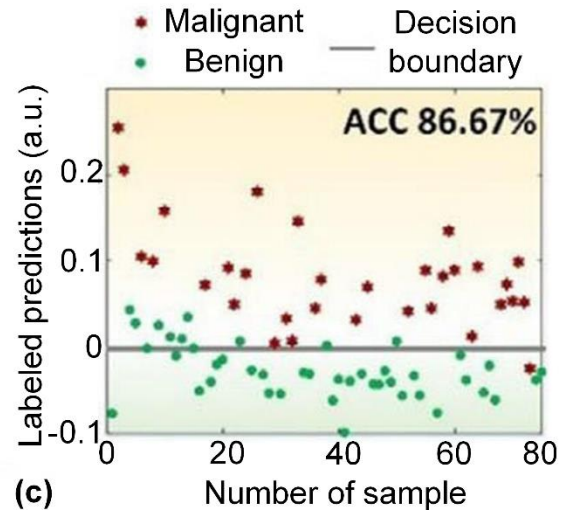 Malignant
Benign
Decision
boundary
ACC 86.67%
Labeled predictions (a.u.)
0.2
0.1
0
-0.1
0 20 40 60 80
Number of sample
(c)